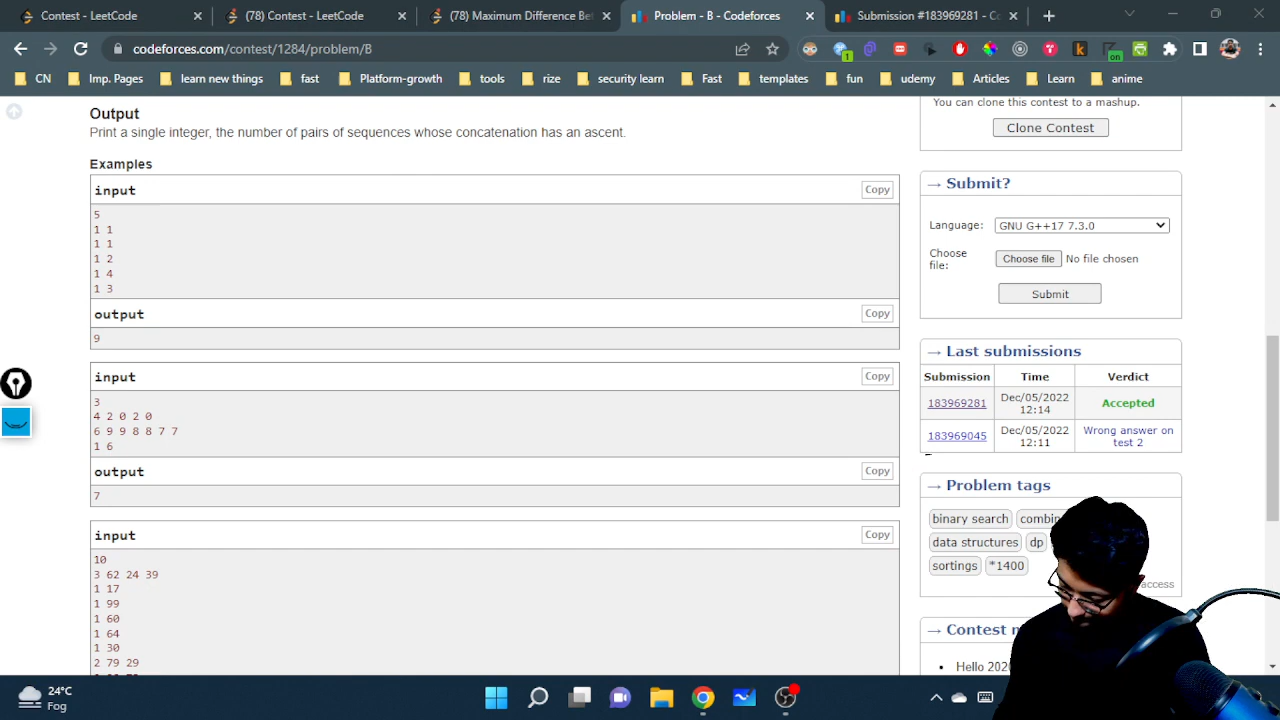 Contest - LeetCode
(78) Contest - LeetCode
(78) Maximum Difference Be
Problem - B - Codeforces
Submission #183969281 - Co
codeforces.com/contest/1284/problem/B
1
on
CN
Imp. Pages
learn new things
fast
Platform-growth
tools
rize
security learn
Fast
templates
fun
udemy
Articles
Learn
anime
Output
Print a single integer, the number of pairs of sequences whose concatenation has an ascent.
Examples
input
Copy
5
1 1
1 1
1 2
1 4
1 3
output
Copy
9
input
Copy
3
4 2 0 2 0
6 9 9 8 8 7 7
1 6
output
Copy
7
input
Copy
10
3 62 24 39
1 17
1 99
1 60
1 64
1 30
2 79 29
You can clone this contest to a mashup.
Clone Contest
→ Submit?
Language: GNU G++17 7.3.0
Choose file: Choose file No file chosen
Submit
→ Last submissions
Submission Time Verdict
183969281 Dec/05/2022 12:14 Accepted
183969045 Dec/05/2022 12:11 Wrong answer on test 2
→ Problem tags
binary search
data structures dp
sortings *1400
access
→ Contest
Hello 2020
24°C
Fog